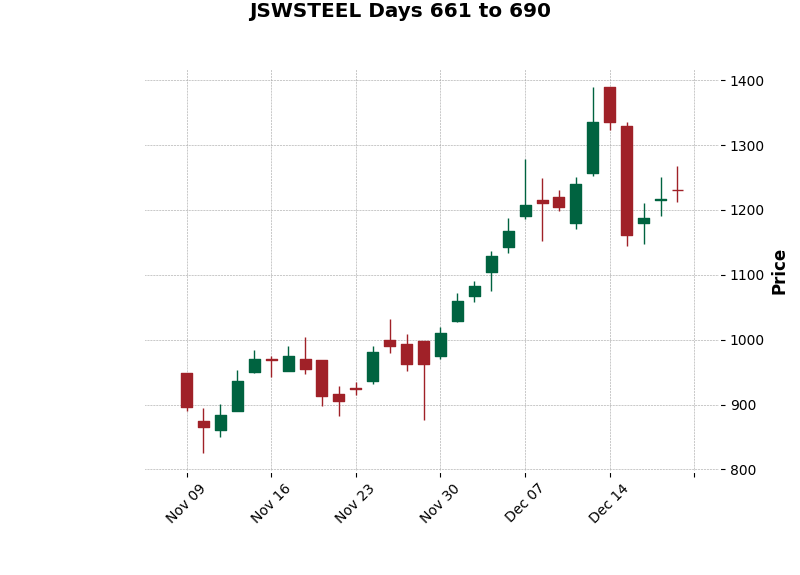 JSWSTEEL Days 661 to 690
1400
1300
1200
1100
1000
900
800
Price
Nov 09
Nov 16
Nov 23
Nov 30
Dec 07
Dec 14